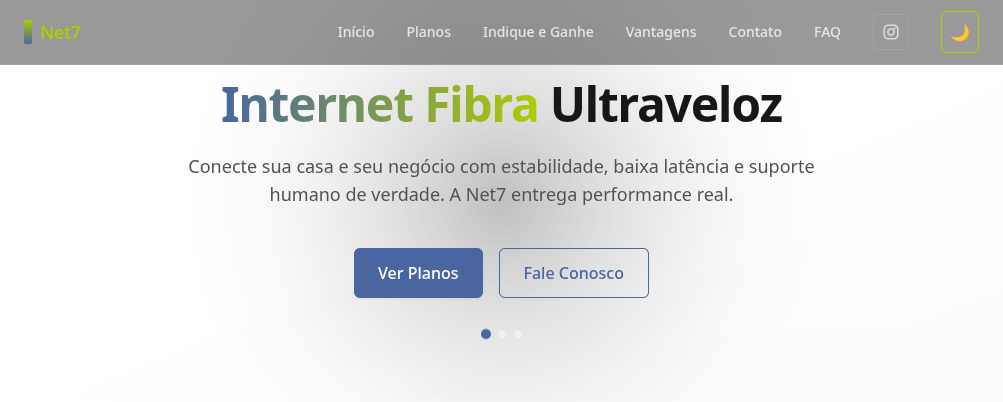 Net7
Início Planos Indique e Ganhe Vantagens Contato FAQ
Internet Fibra Ultraveloz
Conecte sua casa e seu negócio com estabilidade, baixa latência e suporte
humano de verdade. A Net7 entrega performance real.
Ver Planos Fale Conosco